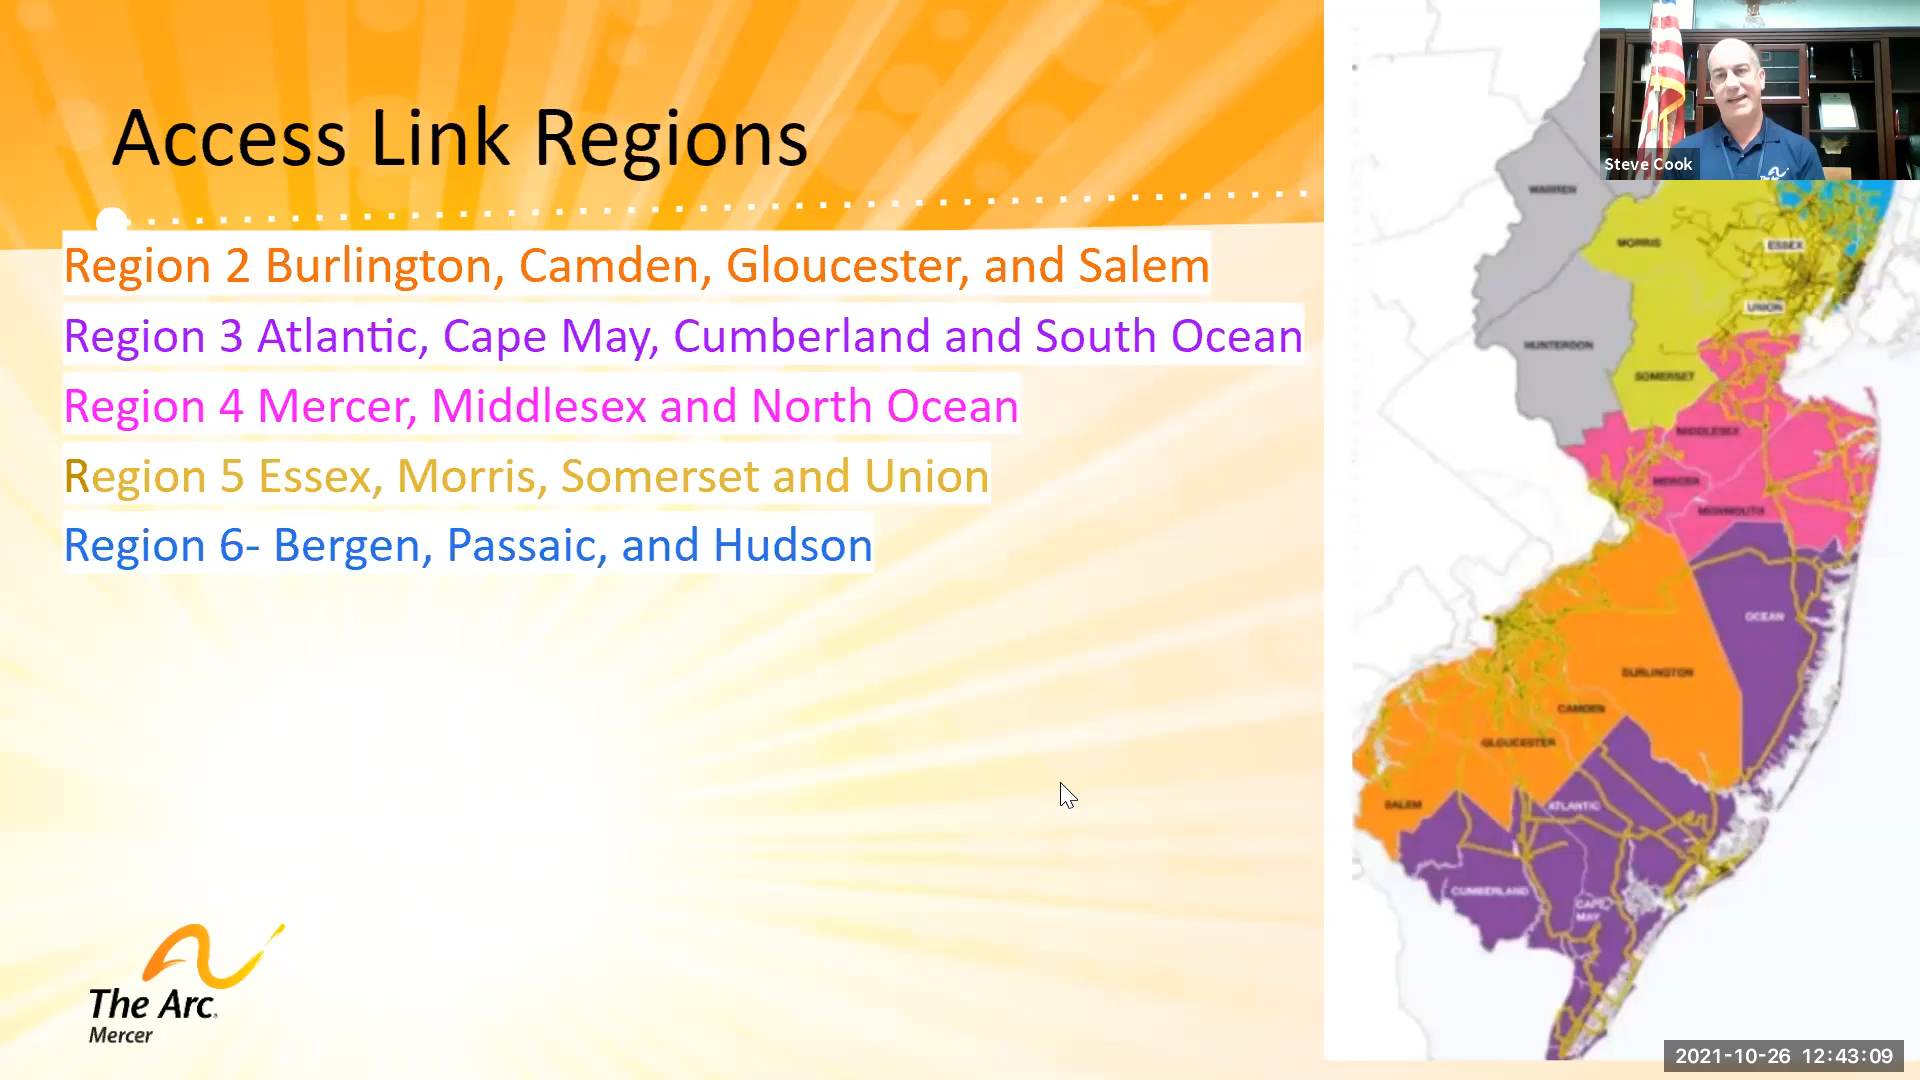 Access Link Regions
Region 2 Burlington, Camden, Gloucester, and Salem
Region 3 Atlantic, Cape May, Cumberland and South Ocean
Region 4 Mercer, Middlesex and North Ocean
Region 5 Essex, Morris, Somerset and Union
Region 6- Bergen, Passaic, and Hudson
The Arc.
Mercer
Steve Cook
The Arc
WARREN
MORRIS
ESSEX
UNION
HUNTERDON
SOMERSET
MIDDLESEX
MERCER
MONMOUTH
OCEAN
BURLINGTON
CAMDEN
GLOUCESTER
SALEM
ATLANTIC
CUMBERLAND
CAPE
MAY
2021-10-26 12:43:09